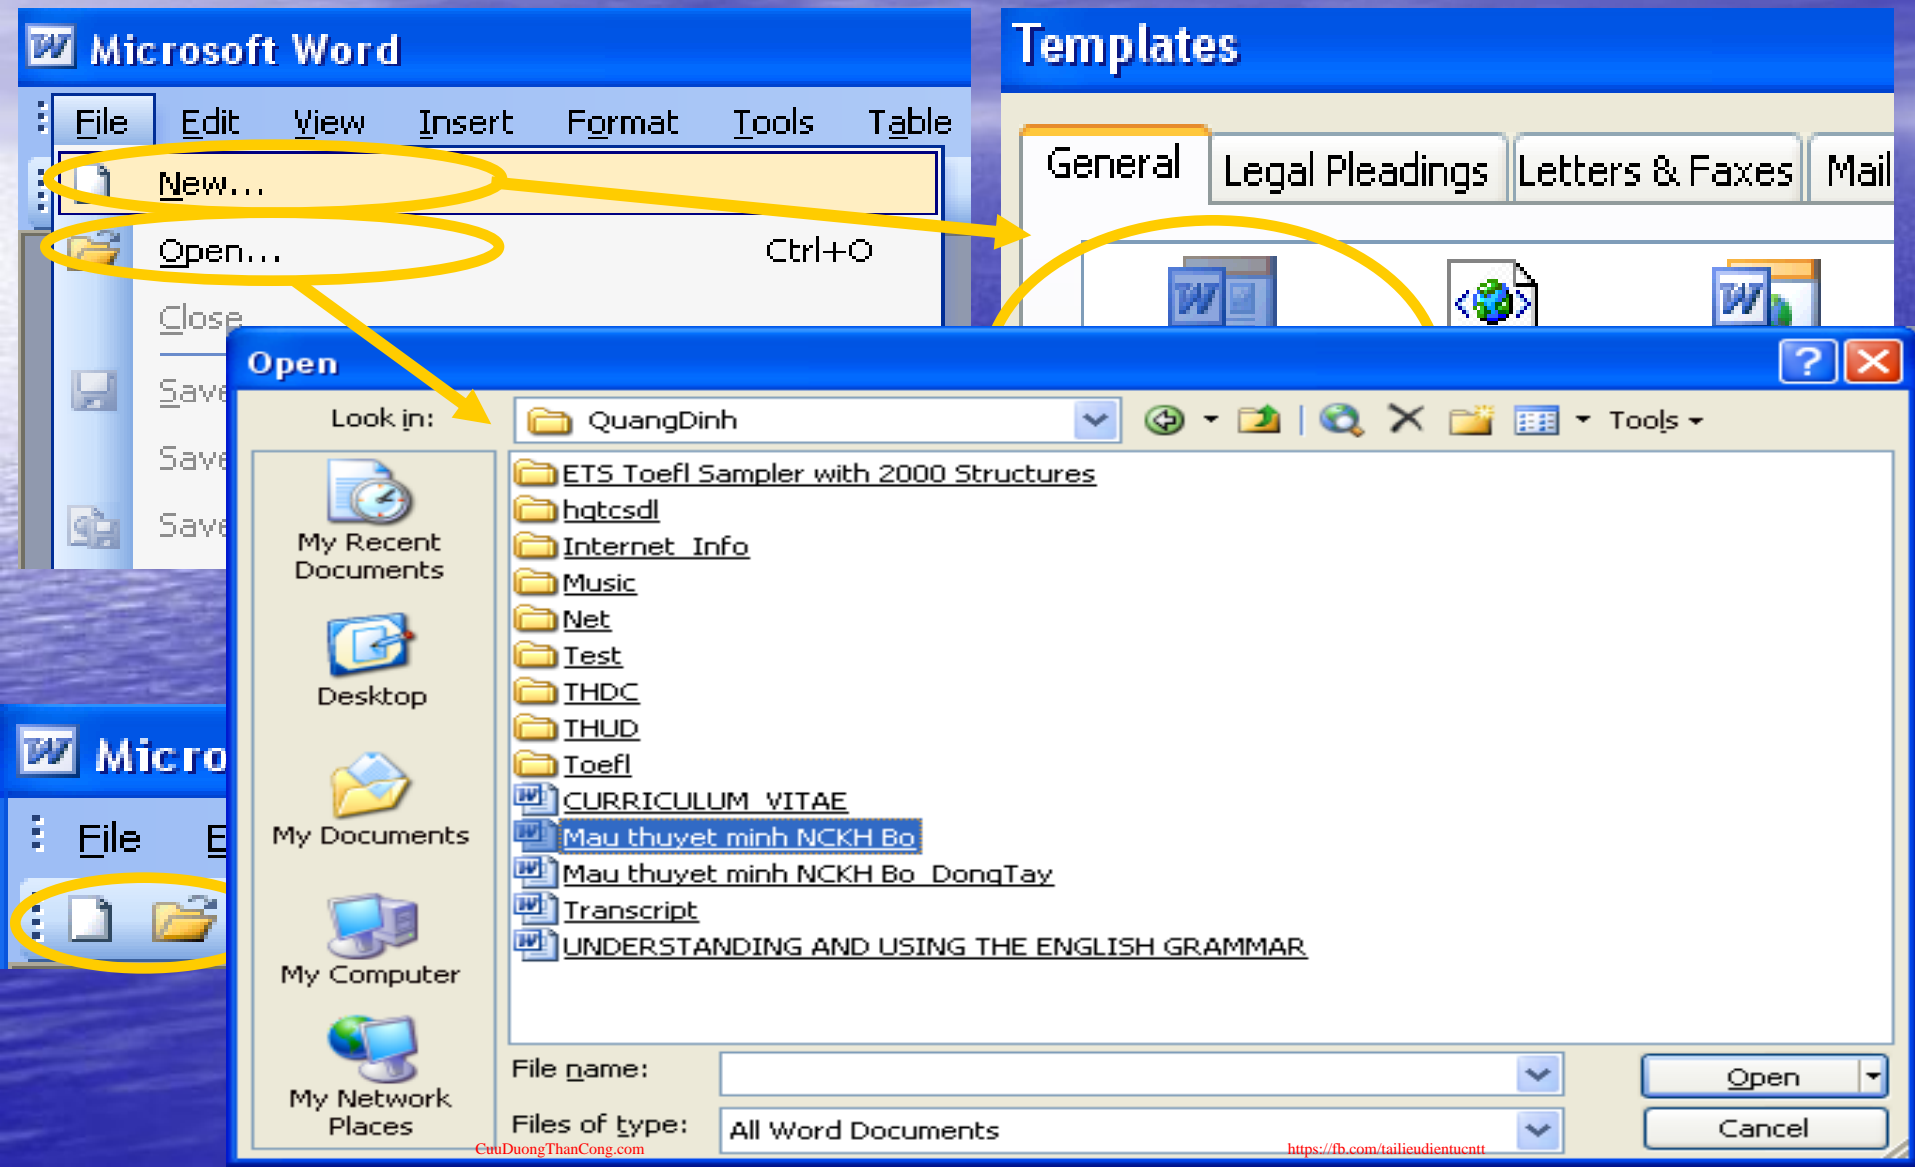 Microsoft Word
File Edit View Insert Format Tools Table
New...
Open... Ctrl+O
Close
Save
Save
Save
Templates
General Legal Pleadings Letters & Faxes Mail
Open
Look in: QuangDinh Tools
My Recent Documents
Desktop
My Documents
My Computer
My Network Places
ETS Toefl Sampler with 2000 Structures
hqtcsdl
Internet_Info
Music
Net
Test
THDC
THUD
Toefl
CURRICULUM_VITAE
Mau thuyet minh NCKH Bo
Mau thuyet minh NCKH Bo_DongTay
Transcript
UNDERSTANDING AND USING THE ENGLISH GRAMMAR
File name: Open
Files of type: All Word Documents Cancel
Micro
File E
CuuDuongThanCong.com https://fb.com/tailieudientucntt